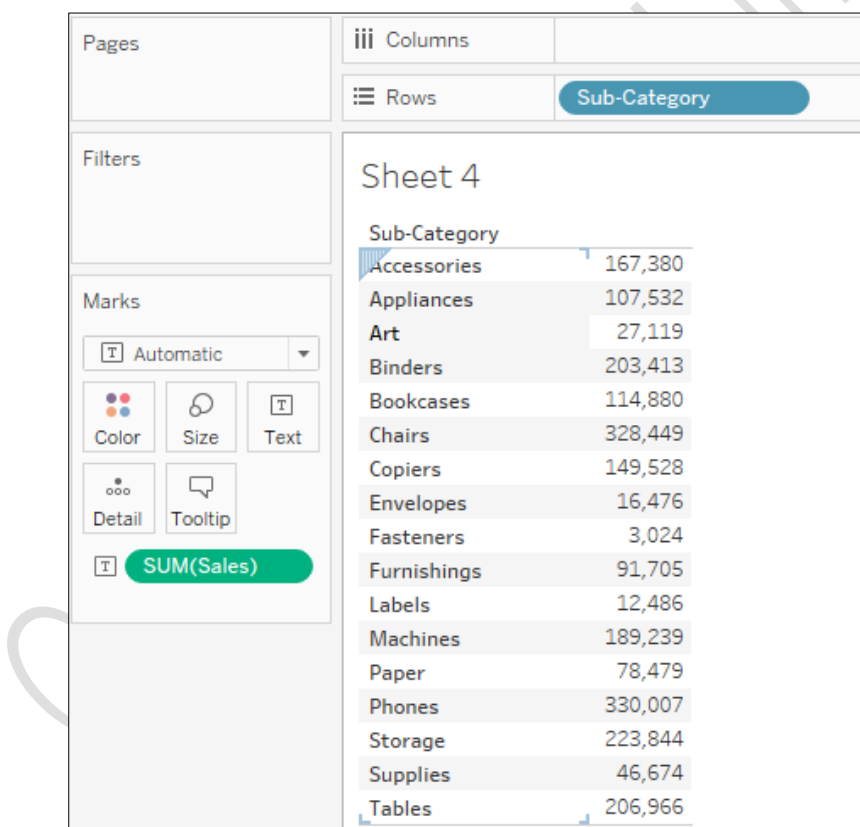 Pages
iii Columns
Rows Sub-Category
Filters
Sheet 4
Sub-Category
Accessories 167,380
Appliances 107,532
Art 27,119
Binders 203,413
Bookcases 114,880
Chairs 328,449
Copiers 149,528
Envelopes 16,476
Fasteners 3,024
Furnishings 91,705
Labels 12,486
Machines 189,239
Paper 78,479
Phones 330,007
Storage 223,844
Supplies 46,674
Tables 206,966
Marks
T Automatic
Color Size T Text
Detail Tooltip
T SUM(Sales)